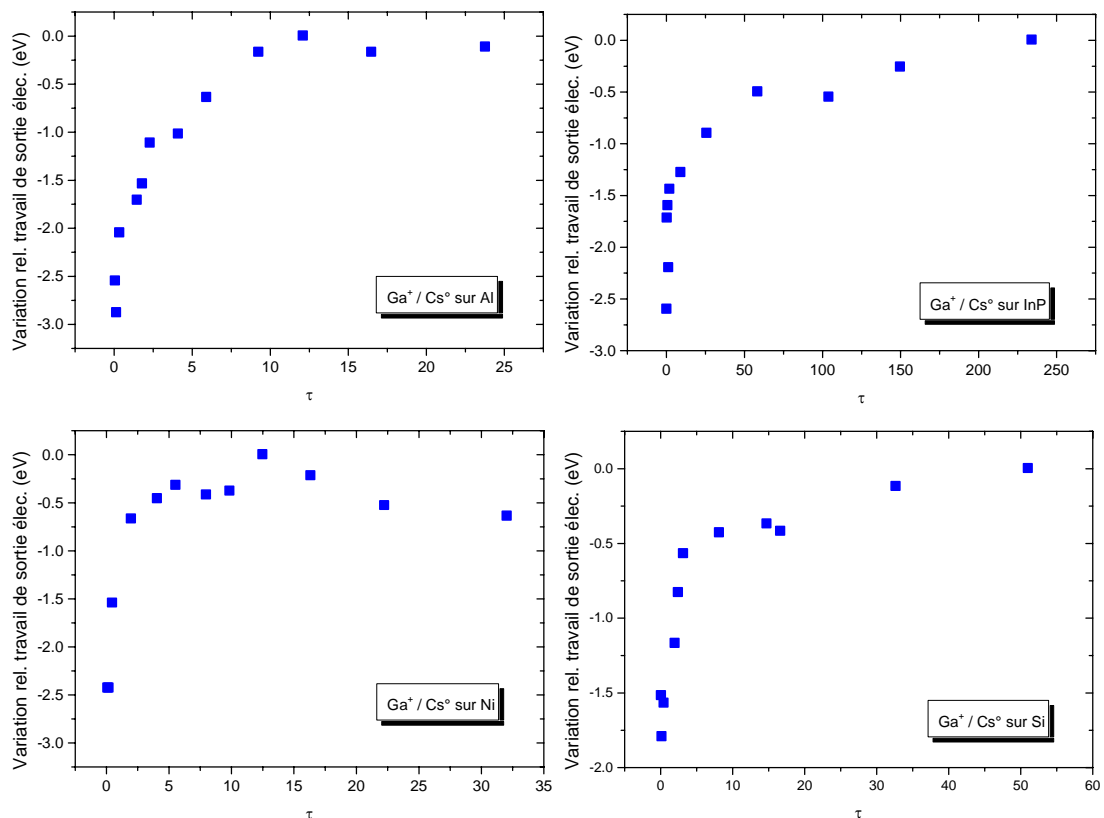 Variation rel. travail de sortie élec. (eV)
0.0
-0.5
-1.0
-1.5
-2.0
-2.5
-3.0
0 5 10 15 20 25
τ
Ga⁺ / Cs° sur Al
Variation rel. travail de sortie élec. (eV)
0.0
-0.5
-1.0
-1.5
-2.0
-2.5
-3.0
0 50 100 150 200 250
τ
Ga⁺ / Cs° sur InP
Variation rel. travail de sortie élec. (eV)
0.0
-0.5
-1.0
-1.5
-2.0
-2.5
-3.0
0 5 10 15 20 25 30 35
τ
Ga⁺ / Cs° sur Ni
Variation rel. travail de sortie élec. (eV)
0.0
-0.5
-1.0
-1.5
-2.0
0 10 20 30 40 50 60
τ
Ga⁺ / Cs° sur Si